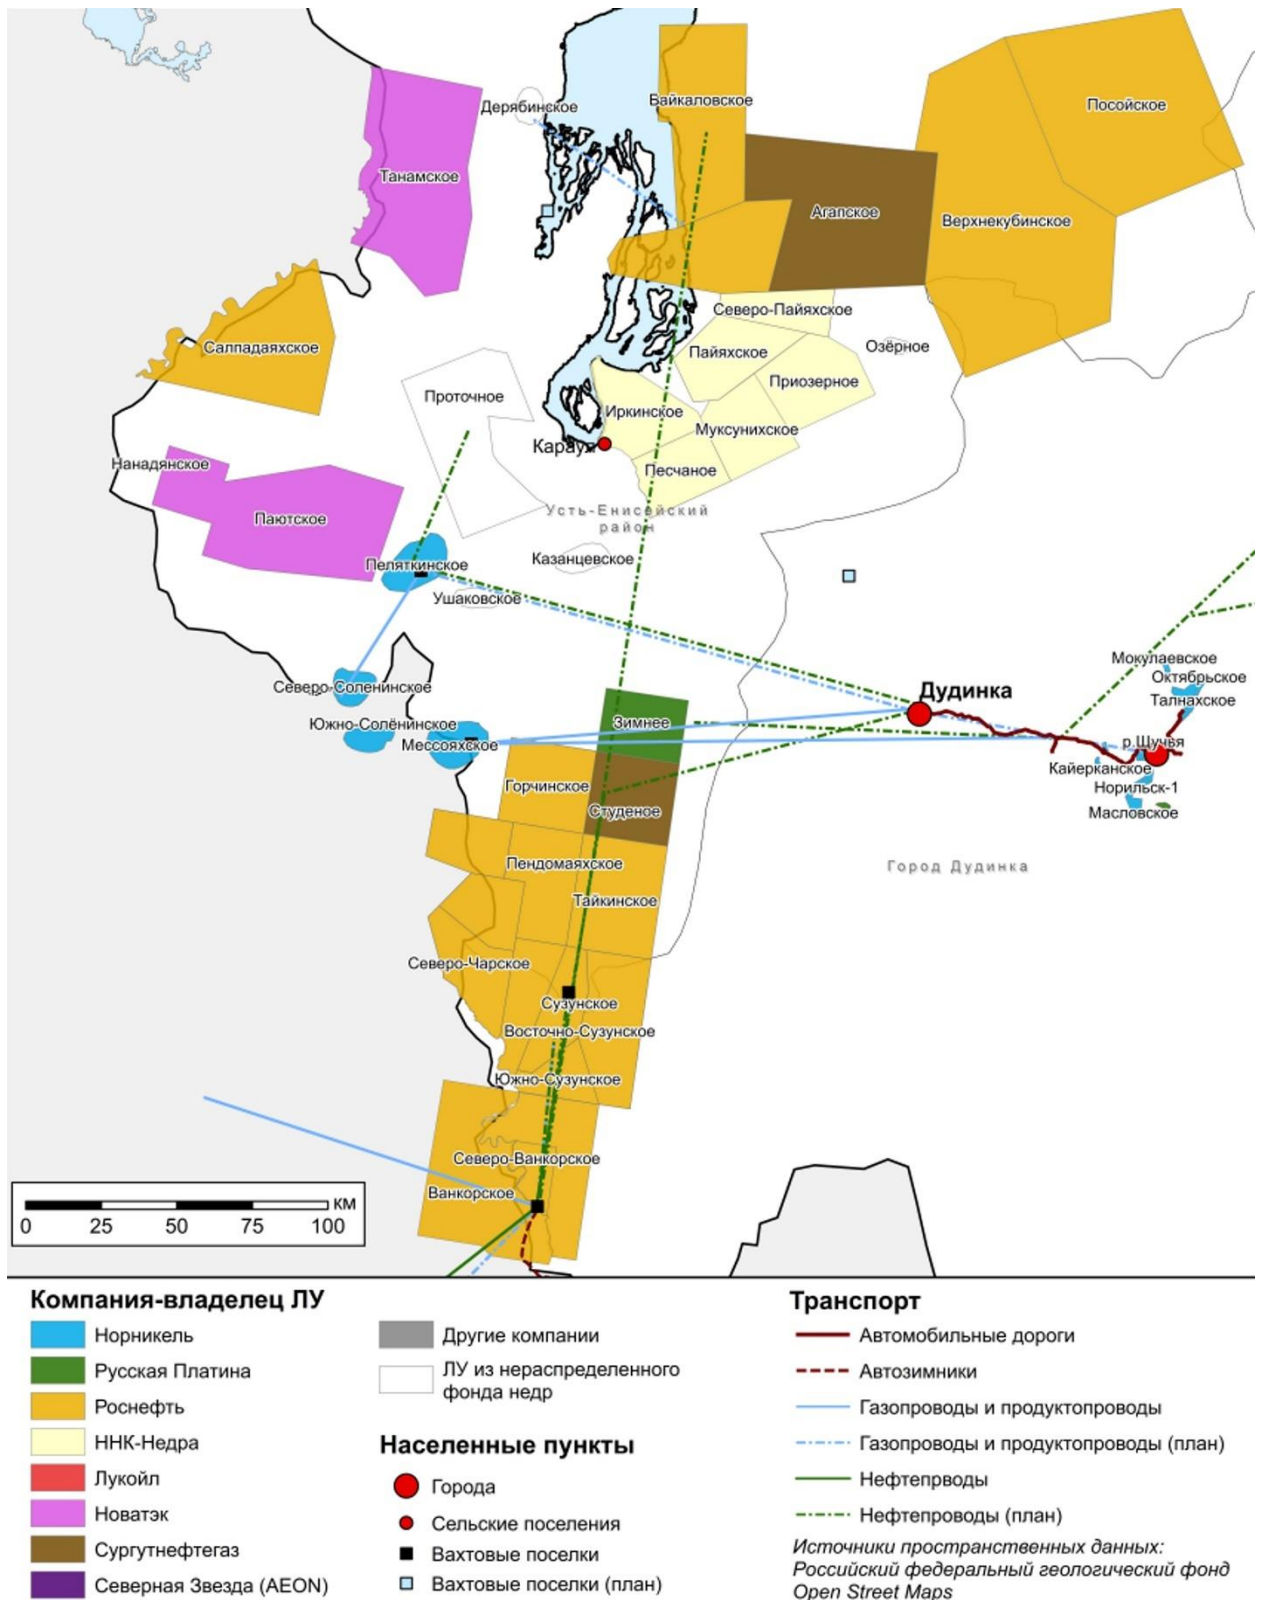 Дерябинское
Байкаловское
Посойское
Танамское
Агапское
Верхнекубинское
Северо-Пайяхское
Салпадаяхское
Пайяхское
Озёрное
Приозерное
Проточное
Иркинское
Муксунихское
Караул
Нанадянское
Песчаное
Паютское
Усть-Енисейский
район
Казанцевское
Пеляткинское
Ушаковское
Мокулаевское
Октябрьское
Северо-Соленинское
Дудинка
Талнахское
Южно-Солёнинское
Зимнее
Мессояхское
р.Щучья
Кайерканское
Горчинское
Норильск-1
Студеное
Масловское
Пендомаяхское
Город Дудинка
Тайкинское
Северо-Чарское
Сузунское
Восточно-Сузунское
Южно-Сузунское
Северо-Ванкорское
Ванкорское
км
0 25 50 75 100
Компания-владелец ЛУ
Норникель
Русская Платина
Роснефть
ННК-Недра
Лукойл
Новатэк
Сургутнефтегаз
Северная Звезда (AEON)
Другие компании
ЛУ из нераспределенного
фонда недр
Населенные пункты
Города
Сельские поселения
Вахтовые поселки
Вахтовые поселки (план)
Транспорт
Автомобильные дороги
Автозимники
Газопроводы и продуктопроводы
Газопроводы и продуктопроводы (план)
Нефтепрводы
Нефтепроводы (план)
Источники пространственных данных:
Российский федеральный геологический фонд
Open Street Maps